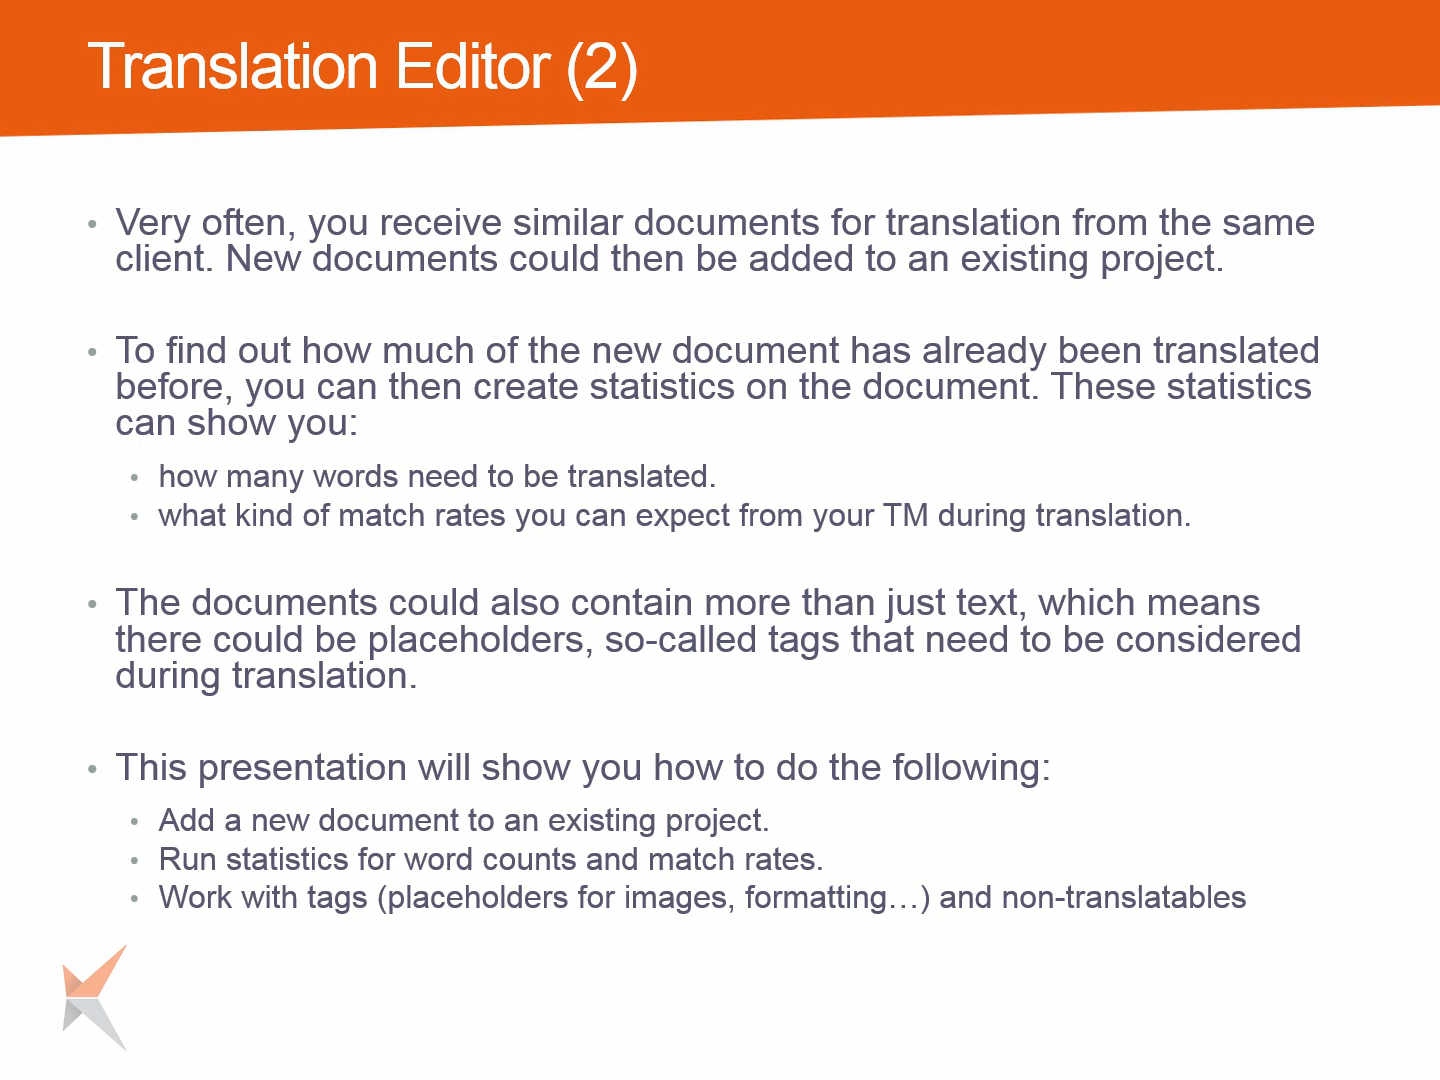 Translation Editor (2)
• Very often, you receive similar documents for translation from the same
client. New documents could then be added to an existing project.
• To find out how much of the new document has already been translated
before, you can then create statistics on the document. These statistics
can show you:
• how many words need to be translated.
• what kind of match rates you can expect from your TM during translation.
• The documents could also contain more than just text, which means
there could be placeholders, so-called tags that need to be considered
during translation.
• This presentation will show you how to do the following:
• Add a new document to an existing project.
• Run statistics for word counts and match rates.
• Work with tags (placeholders for images, formatting…) and non-translatables